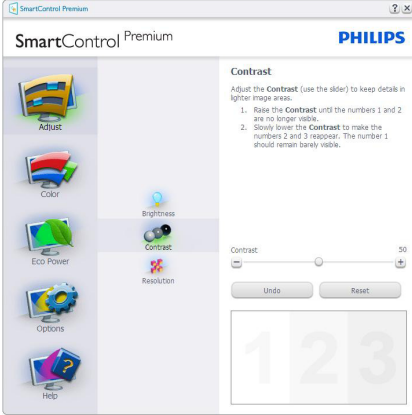 SmartControl Premium
SmartControl Premium
PHILIPS
Adjust
Color
Eco Power
Options
Help
Brightness
Contrast
Resolution
Contrast
Adjust the Contrast (use the slider) to keep details in
lighter image areas.
1. Raise the Contrast until the numbers 1 and 2
are no longer visible.
2. Slowly lower the Contrast to make the
numbers 2 and 3 reappear. The number 1
should remain barely visible.
Contrast 50
Undo Reset
1 2 3